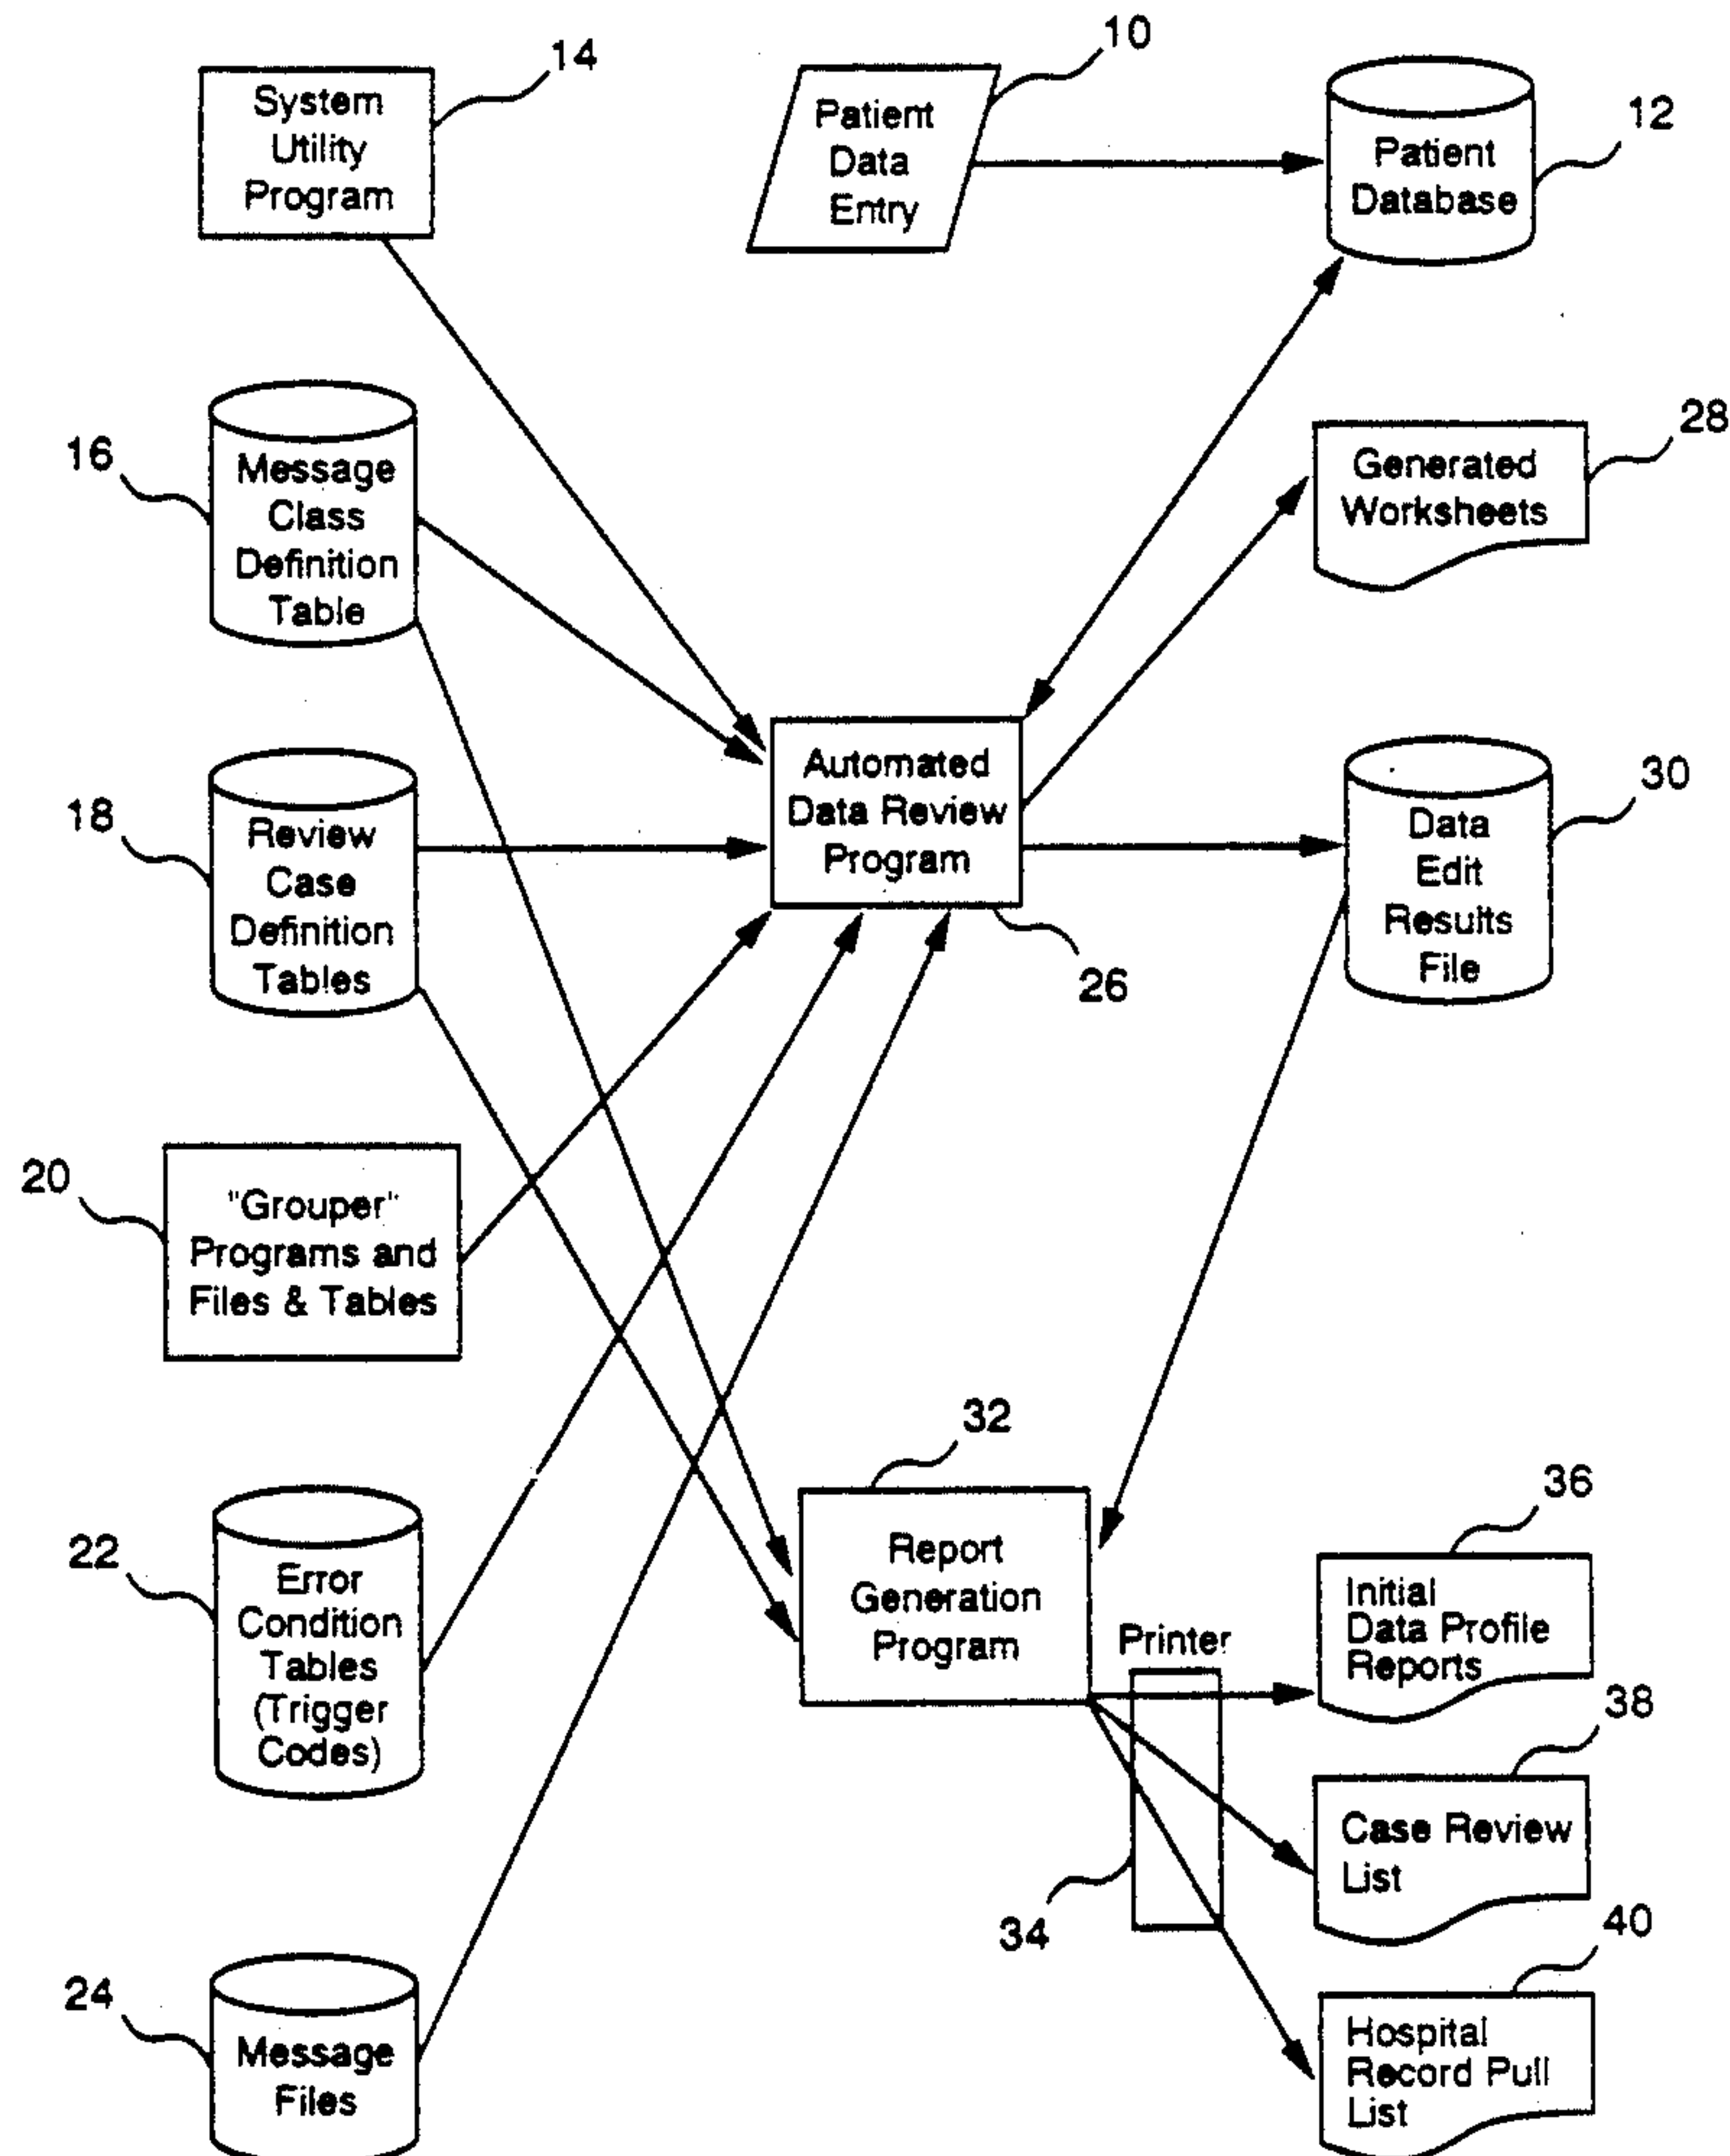 14
System
Utility
Program
10
Patient
Data
Entry
12
Patient
Database
16
Message
Class
Definition
Table
28
Generated
Worksheets
18
Review
Case
Definition
Tables
Automated
Data Review
Program
26
30
Data
Edit
Results
File
20
"Grouper"
Programs and
Files & Tables
22
Error
Condition
Tables
(Trigger
Codes)
32
Report
Generation
Program
Printer
34
36
Initial
Data Profile
Reports
38
Case Review
List
24
Message
Files
40
Hospital
Record Pull
List